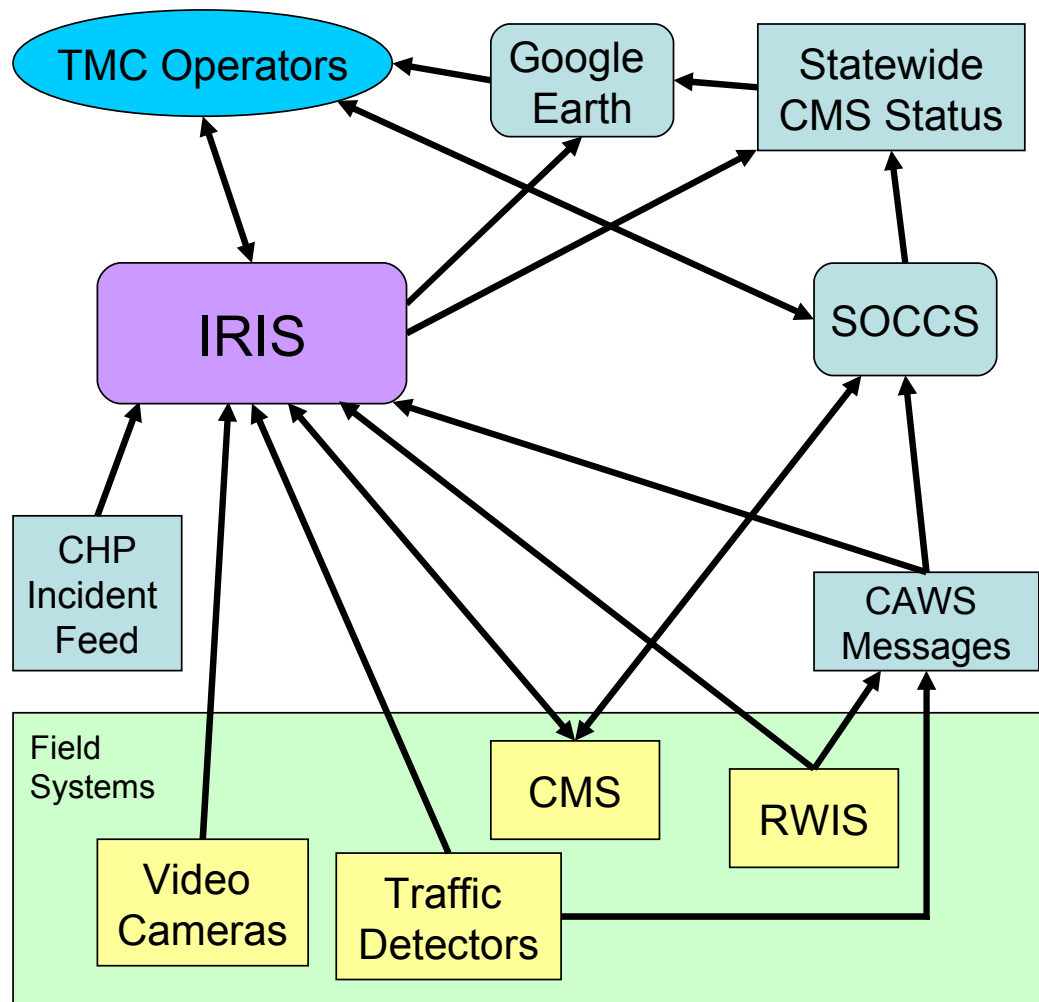 TMC Operators
Google
Earth
Statewide
CMS Status
IRIS
SOCCS
CHP
Incident
Feed
CAWS
Messages
Field
Systems
CMS
RWIS
Video
Cameras
Traffic
Detectors